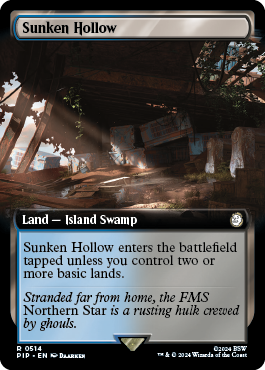 Sunken Hollow
Land — Island Swamp
Sunken Hollow enters the battlefield
tapped unless you control two or
more basic lands.
Stranded far from home, the FMS
Northern Star is a rusting hulk crewed
by ghouls.
R 0514
©2024 BSW
PIP • EN Daarken
™ & © 2024 Wizards of the Coast